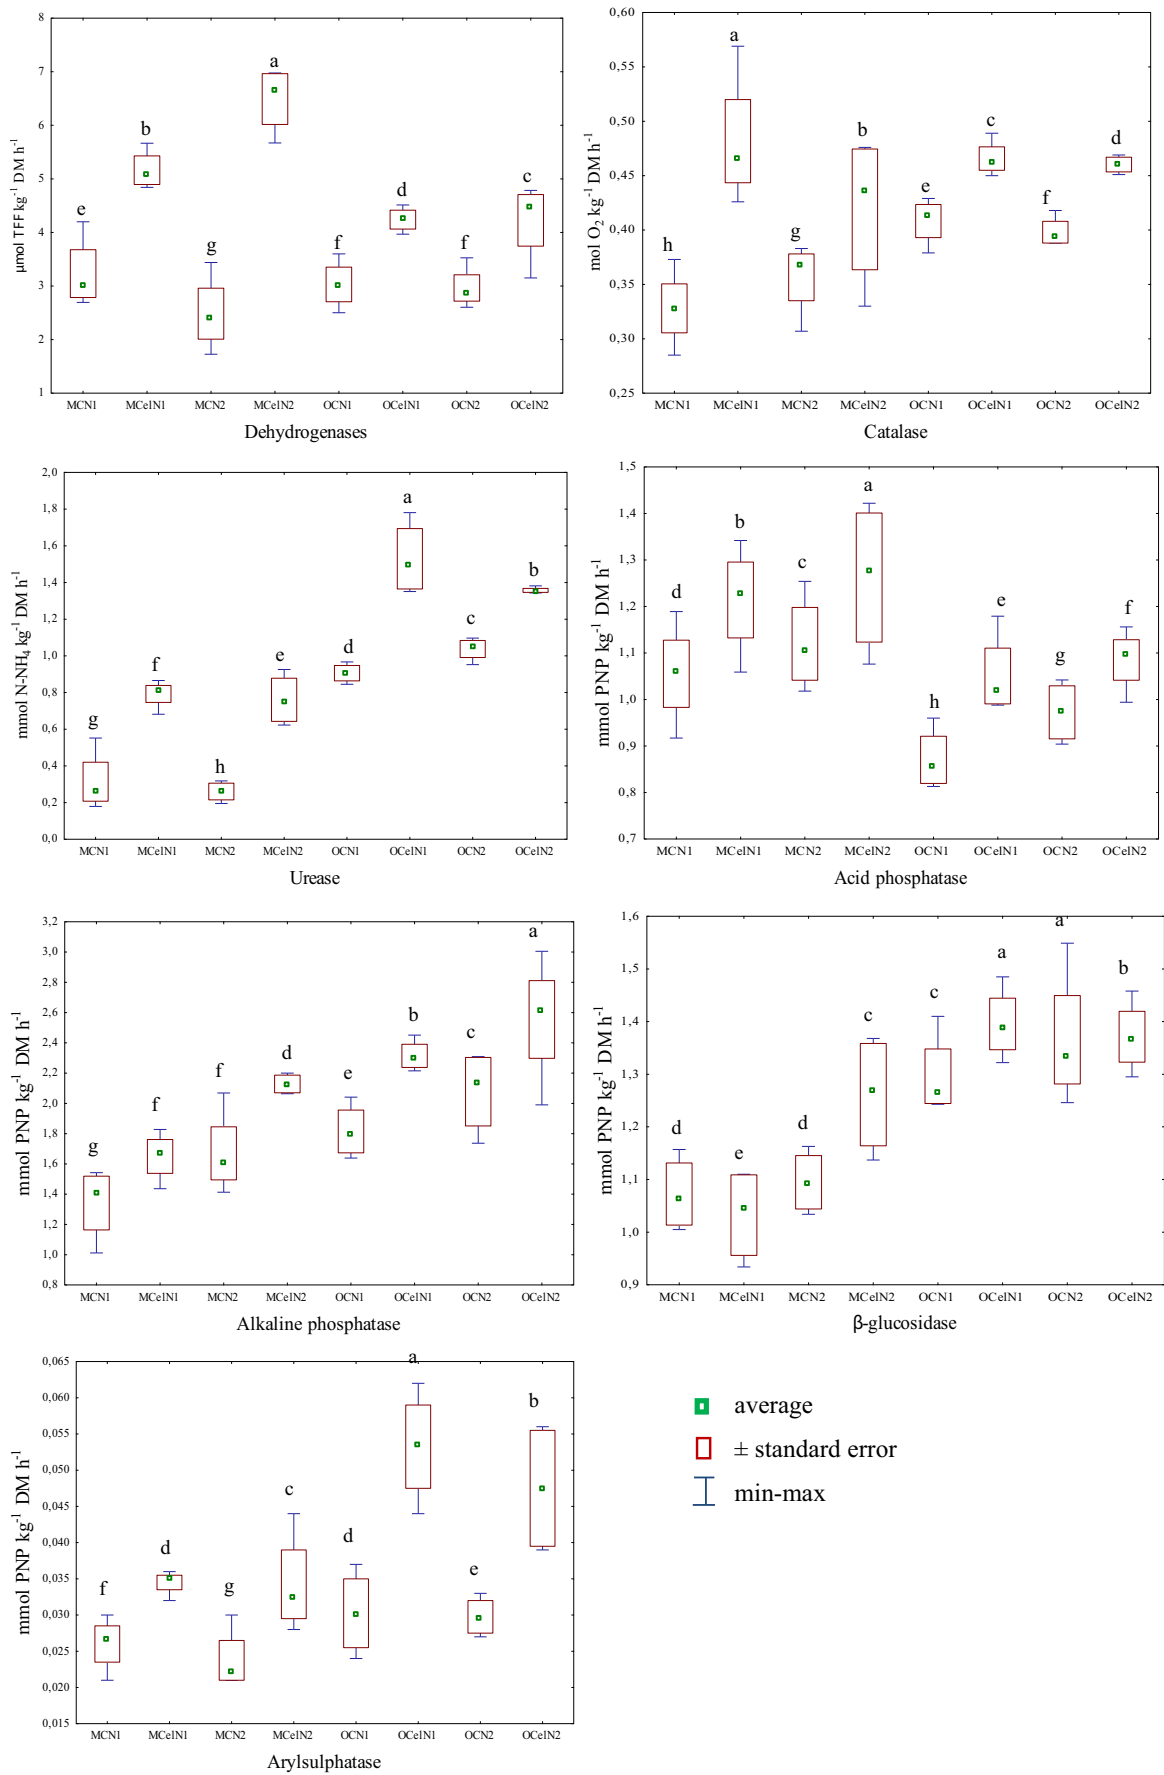 8
7
6
5
4
3
2
1
μmol TFF kg-1 DM h-1
e
b
g
a
f
d
f
c
MCN1 MCelN1 MCN2 MCelN2 OCN1 OCelN1 OCN2 OCelN2
Dehydrogenases
0,60
0,55
0,50
0,45
0,40
0,35
0,30
0,25
mol O2 kg-1 DM h-1
h
a
g
b
e
c
f
d
MCN1 MCelN1 MCN2 MCelN2 OCN1 OCelN1 OCN2 OCelN2
Catalase
2,0
1,8
1,6
1,4
1,2
1,0
0,8
0,6
0,4
0,2
0,0
mmol N-NH4 kg-1 DM h-1
g
f
h
e
d
a
c
b
MCN1 MCelN1 MCN2 MCelN2 OCN1 OCelN1 OCN2 OCelN2
Urease
1,5
1,4
1,3
1,2
1,1
1,0
0,9
0,8
0,7
mmol PNP kg-1 DM h-1
d
b
c
a
h
e
g
f
MCN1 MCelN1 MCN2 MCelN2 OCN1 OCelN1 OCN2 OCelN2
Acid phosphatase
3,2
3,0
2,8
2,6
2,4
2,2
2,0
1,8
1,6
1,4
1,2
1,0
0,8
mmol PNP kg-1 DM h-1
g
f
f
d
e
b
c
a
MCN1 MCelN1 MCN2 MCelN2 OCN1 OCelN1 OCN2 OCelN2
Alkaline phosphatase
1,6
1,5
1,4
1,3
1,2
1,1
1,0
0,9
mmol PNP kg-1 DM h-1
d
e
d
c
c
a
a
b
MCN1 MCelN1 MCN2 MCelN2 OCN1 OCelN1 OCN2 OCelN2
β-glucosidase
0,065
0,060
0,055
0,050
0,045
0,040
0,035
0,030
0,025
0,020
0,015
mmol PNP kg-1 DM h-1
f
d
g
c
d
a
e
b
MCN1 MCelN1 MCN2 MCelN2 OCN1 OCelN1 OCN2 OCelN2
Arylsulphatase
average
± standard error
min-max